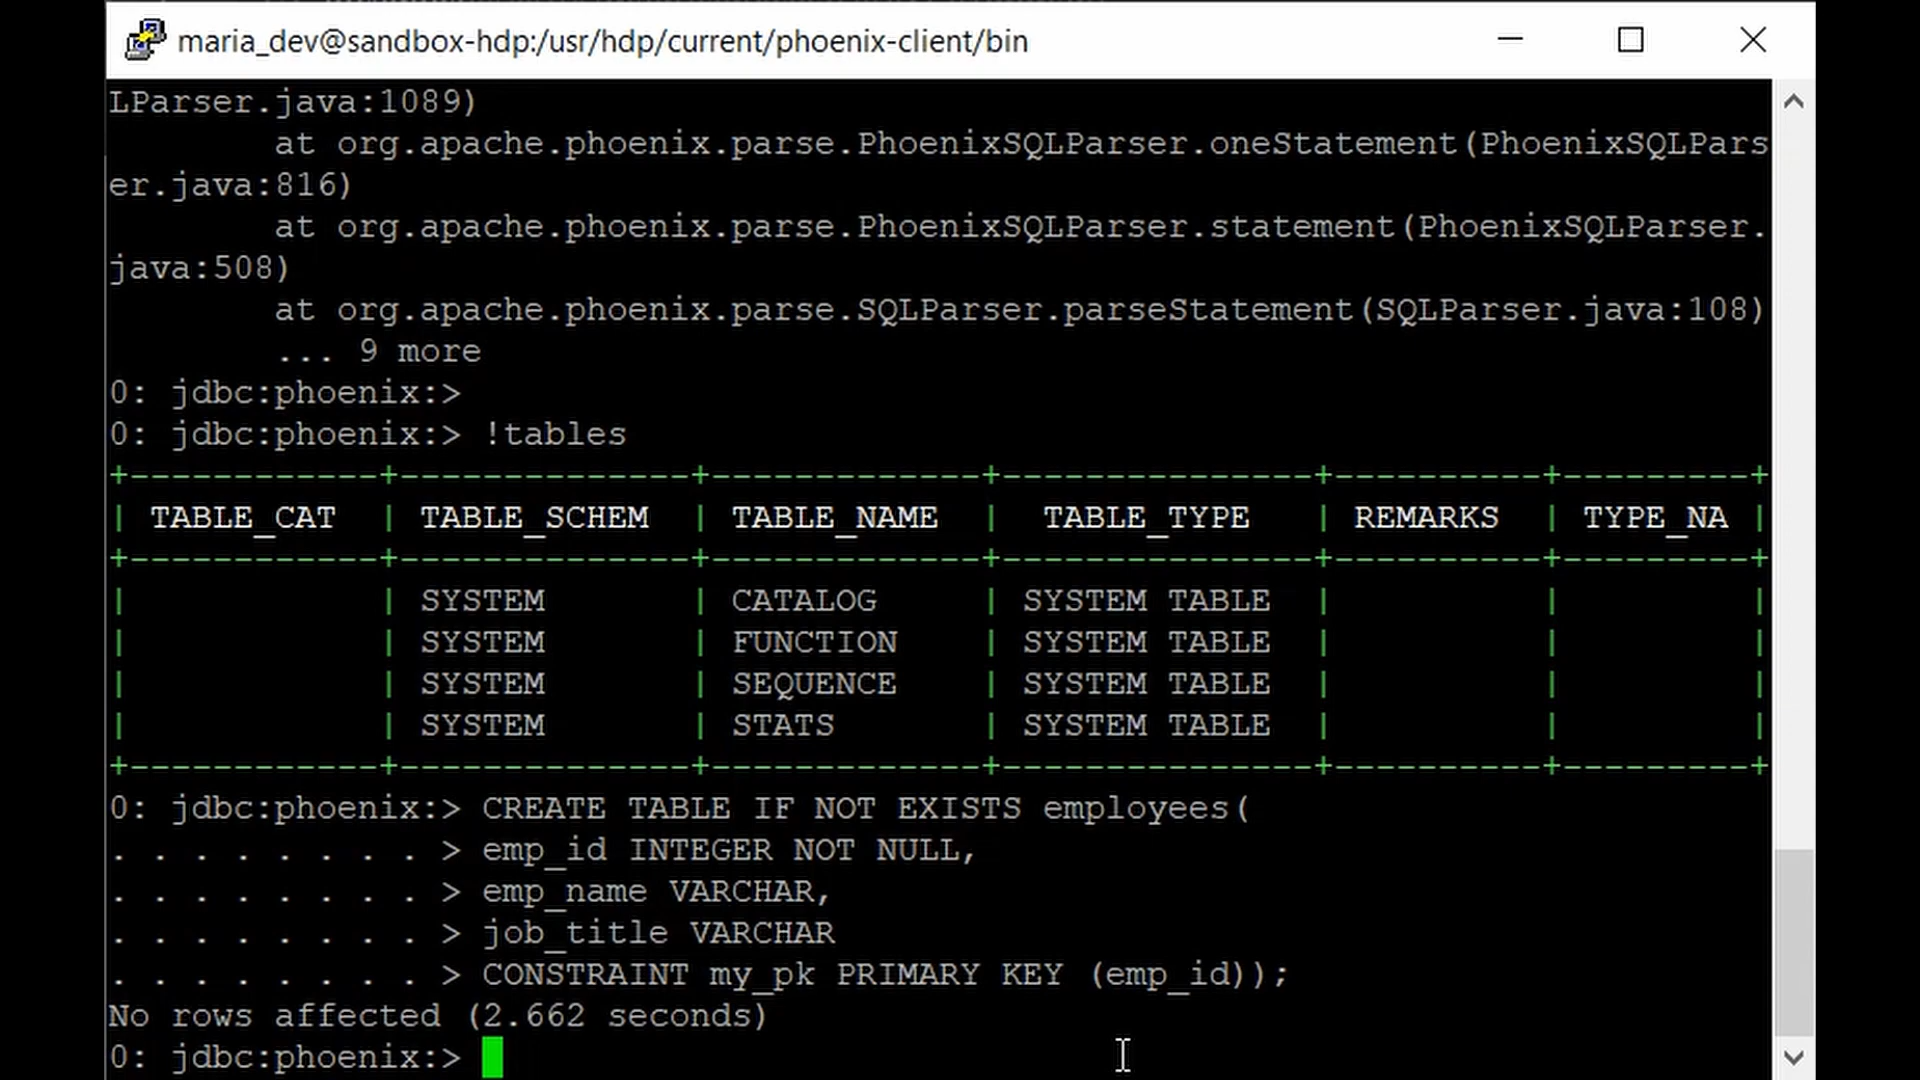 maria_dev@sandbox-hdp:/usr/hdp/current/phoenix-client/bin
LParser.java:1089)
        at org.apache.phoenix.parse.PhoenixSQLParser.oneStatement(PhoenixSQLPars
er.java:816)
        at org.apache.phoenix.parse.PhoenixSQLParser.statement(PhoenixSQLParser.
java:508)
        at org.apache.phoenix.parse.SQLParser.parseStatement(SQLParser.java:108)
        ... 9 more
0: jdbc:phoenix:>
0: jdbc:phoenix:> !tables
+------------+--------------+-------------+---------------+----------+---------+
| TABLE_CAT  | TABLE_SCHEM  | TABLE_NAME  |  TABLE_TYPE   | REMARKS  | TYPE_NA |
+------------+--------------+-------------+---------------+----------+---------+
|            | SYSTEM       | CATALOG     | SYSTEM TABLE  |          |         |
|            | SYSTEM       | FUNCTION    | SYSTEM TABLE  |          |         |
|            | SYSTEM       | SEQUENCE    | SYSTEM TABLE  |          |         |
|            | SYSTEM       | STATS       | SYSTEM TABLE  |          |         |
+------------+--------------+-------------+---------------+----------+---------+
0: jdbc:phoenix:> CREATE TABLE IF NOT EXISTS employees(
. . . . . . . . > emp_id INTEGER NOT NULL,
. . . . . . . . > emp_name VARCHAR,
. . . . . . . . > job_title VARCHAR
. . . . . . . . > CONSTRAINT my_pk PRIMARY KEY (emp_id));
No rows affected (2.662 seconds)
0: jdbc:phoenix:>